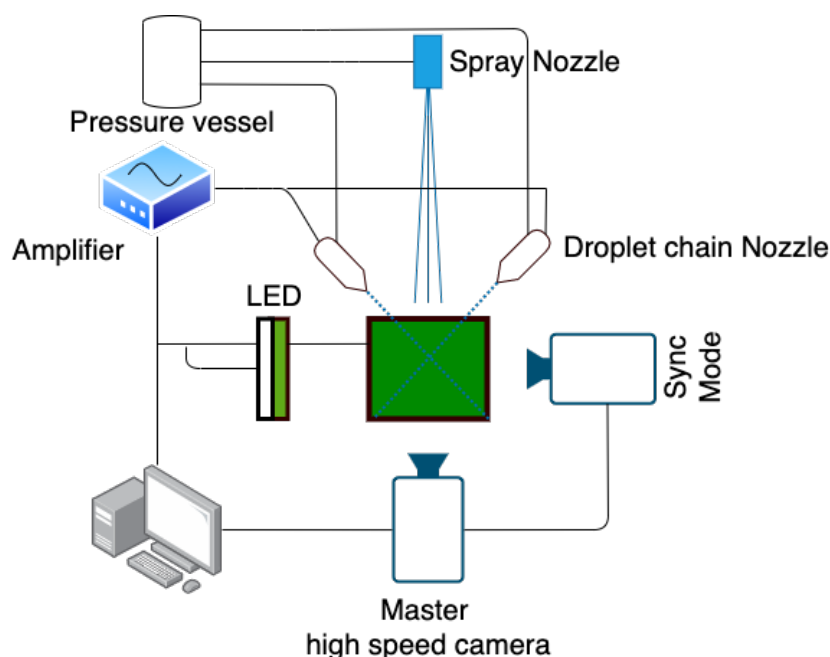 Spray Nozzle
Pressure vessel
Amplifier
Droplet chain Nozzle
LED
Sync
Mode
Master
high speed camera